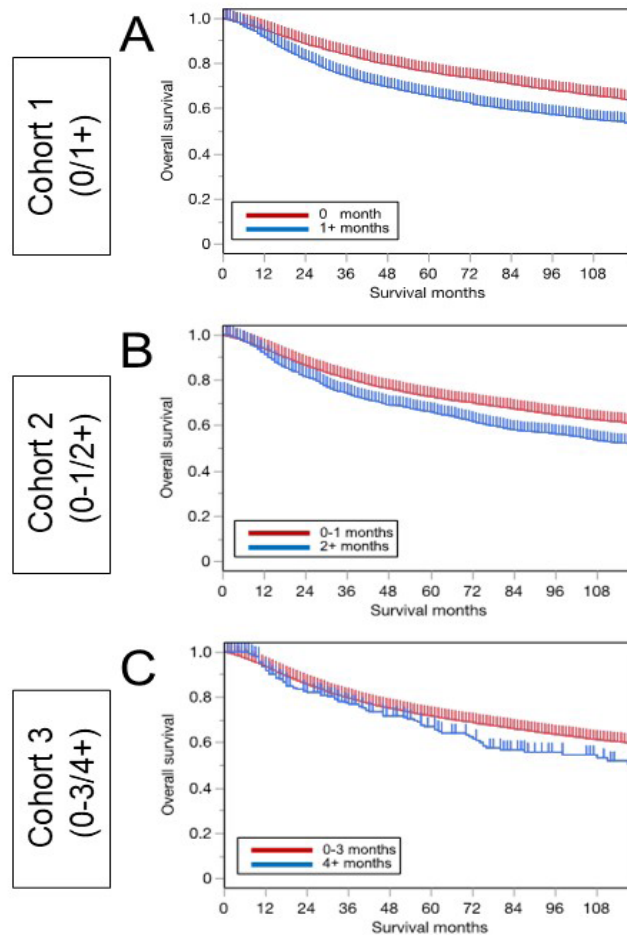 A
Cohort 1
(0/1+)
Overall survival
1.0
0.8
0.6
0.4
0.2
0
0 month
1+ months
0 12 24 36 48 60 72 84 96 108
Survival months
B
Cohort 2
(0-1/2+)
Overall survival
1.0
0.8
0.6
0.4
0.2
0
0-1 months
2+ months
0 12 24 36 48 60 72 84 96 108
Survival months
C
Cohort 3
(0-3/4+)
Overall survival
1.0
0.8
0.6
0.4
0.2
0
0-3 months
4+ months
0 12 24 36 48 60 72 84 96 108
Survival months